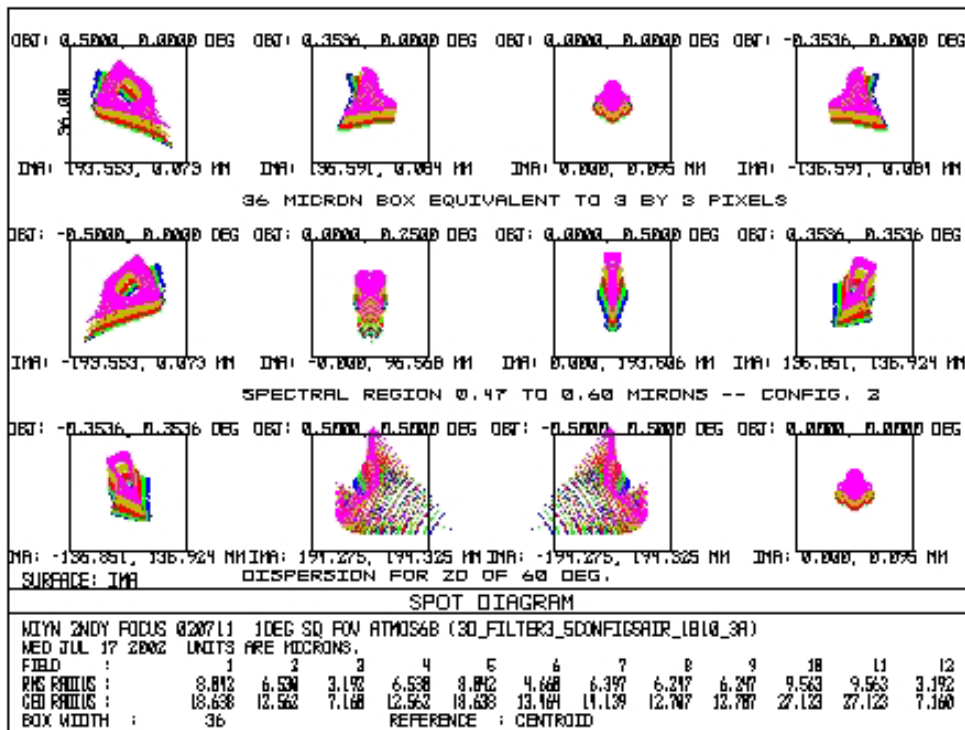 OBJ: 0.5000, 0.0000 DEG OBJ: 0.3536, 0.0000 DEG OBJ: 0.0000, 0.0000 DEG OBJ: -0.3536, 0.0000 DEG
36.00
IMA: 193.553, 0.073 MM IMA: 136.591, 0.084 MM IMA: 0.000, 0.095 MM IMA: -136.591, 0.084 MM
36 MICRON BOX EQUIVALENT TO 3 BY 3 PIXELS
OBJ: -0.5000, 0.0000 DEG OBJ: 0.0000, 0.2500 DEG OBJ: 0.0000, 0.5000 DEG OBJ: 0.3536, 0.3536 DEG
IMA: -193.553, 0.073 MM IMA: -0.000, 96.568 MM IMA: 0.000, 193.606 MM IMA: 136.851, 136.924 MM
SPECTRAL REGION 0.47 TO 0.60 MIRONS -- CONFIG. 2
OBJ: -0.3536, 0.3536 DEG OBJ: 0.5000, 0.5000 DEG OBJ: -0.5000, 0.5000 DEG OBJ: 0.0000, 0.0000 DEG
IMA: -136.851, 136.924 MM IMA: 194.275, 194.325 MM IMA: -194.275, 194.325 MM IMA: 0.000, 0.095 MM
SURFACE: IMA
DISPERSION FOR ZD OF 60 DEG.
SPOT DIAGRAM
WIYN 2NDY FOCUS 020711 1DEG SQ FOV ATMOS6B
WED JUL 17 2002 UNITS ARE MICRONS.
FIELD : 1 2 3 4 5 6 7 8 9 10 11 12
RMS RADIUS : 8.842 6.538 3.192 6.538 8.842 4.668 6.397 6.247 6.247 9.563 9.563 3.192
GEO RADIUS : 18.638 12.562 7.160 12.562 18.638 13.464 14.139 12.787 12.787 27.123 27.123 7.160
BOX WIDTH : 36 REFERENCE : CENTROID